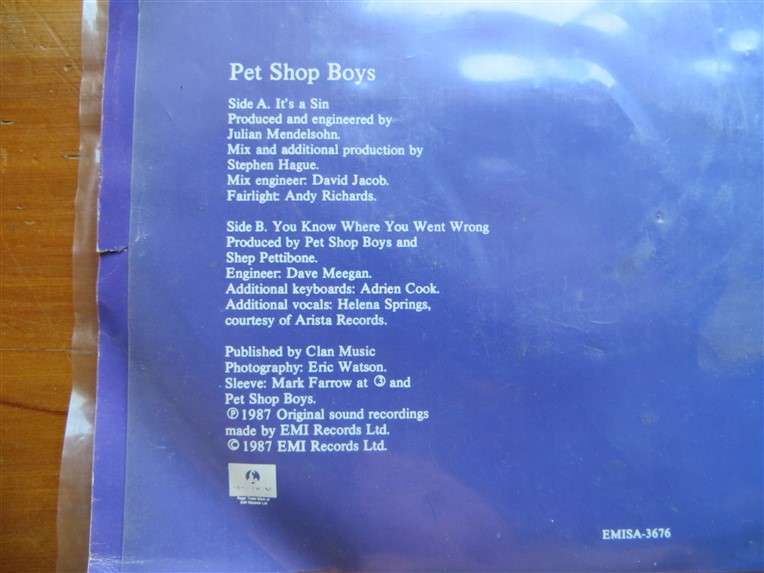 Pet Shop Boys
Side A. It's a Sin
Produced and engineered by
Julian Mendelsohn.
Mix and additional production by
Stephen Hague.
Mix engineer: David Jacob.
Fairlight: Andy Richards.
Side B. You Know Where You Went Wrong
Produced by Pet Shop Boys and
Shep Pettibone.
Engineer: Dave Meegan.
Additional keyboards: Adrien Cook.
Additional vocals: Helena Springs,
courtesy of Arista Records.
Published by Clan Music
Photography: Eric Watson.
Sleeve: Mark Farrow at ③ and
Pet Shop Boys.
℗ 1987 Original sound recordings
made by EMI Records Ltd.
© 1987 EMI Records Ltd.
EMISA-3676